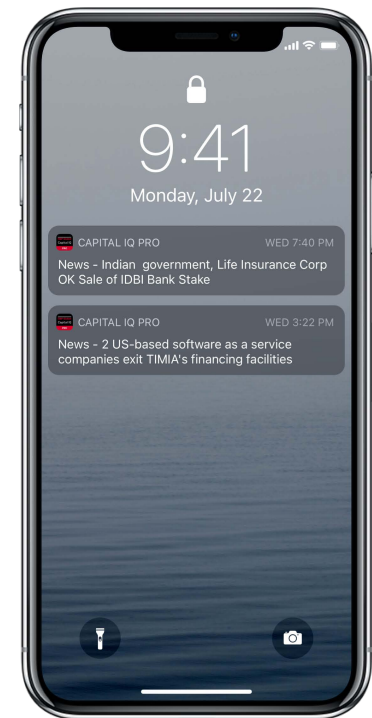 9:41
Monday, July 22
CAPITAL IQ PRO WED 7:40 PM
News - Indian  government, Life Insurance Corp
OK Sale of IDBI Bank Stake
CAPITAL IQ PRO WED 3:22 PM
News - 2 US-based software as a service
companies exit TIMIA's financing facilities